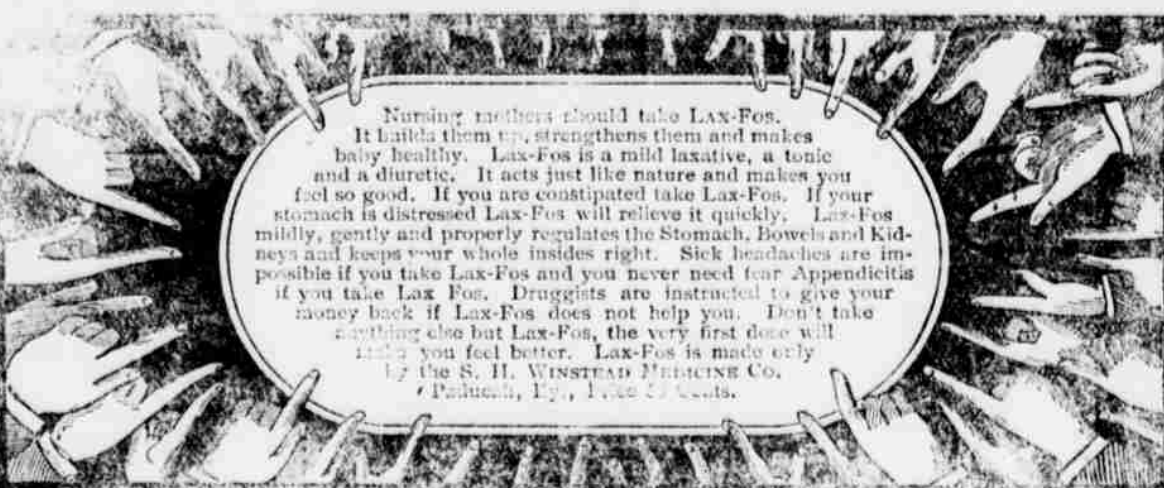 Nursing mothers should take LAX-FOS.
It builds them up, strengthens them and makes
baby healthy. Lax-Fos is a mild laxative, a tonic
and a diuretic. It acts just like nature and makes you
feel so good. If you are constipated take Lax-Fos. If your
stomach is distressed Lax-Fos will relieve it quickly. Lax-Fos
mildly, gently and properly regulates the Stomach, Bowels and Kid-
neys and keeps your whole insides right. Sick headaches are im-
possible if you take Lax-Fos and you never need fear Appendicitis
if you take Lax Fos. Druggists are instructed to give your
money back if Lax-Fos does not help you. Don't take
anything else but Lax-Fos, the very first dose will
make you feel better. Lax-Fos is made only
by the S. H. WINSTEAD MEDICINE CO.
Paducah, Ky., Price Cents.